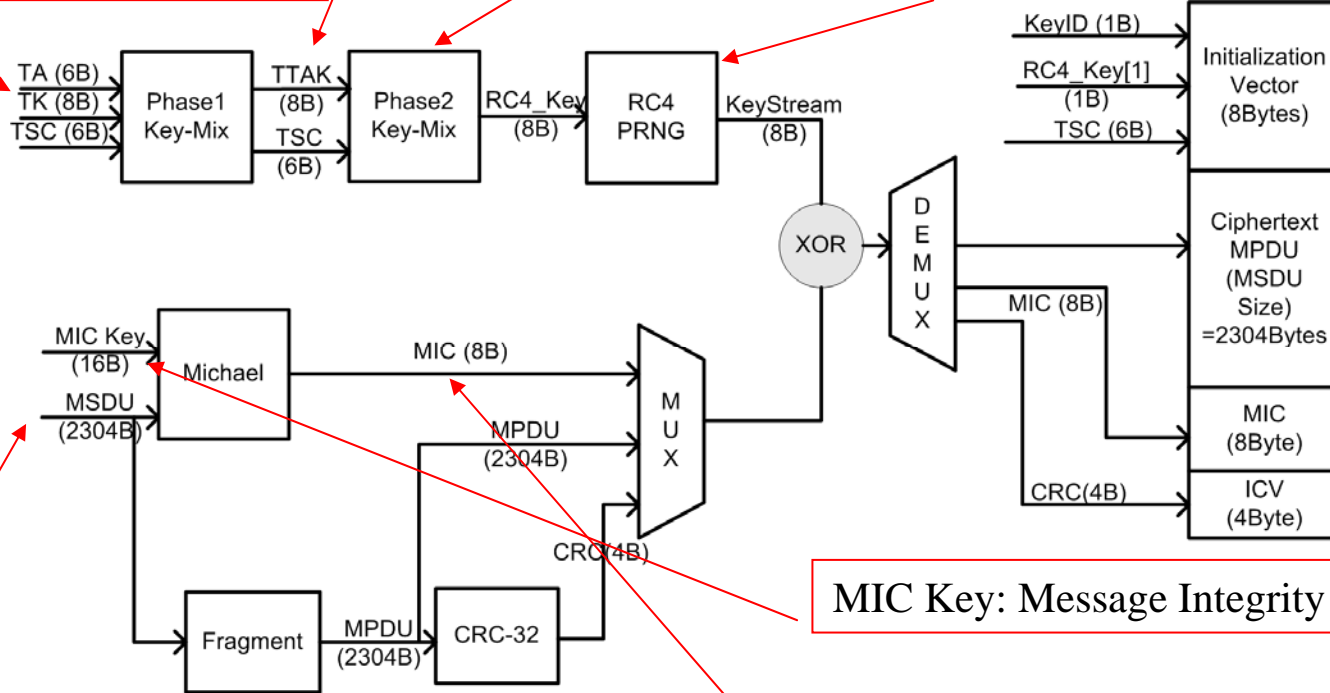 TA (6B)
TK (8B)
TSC (6B)
Phase1
Key-Mix
TTAK
(8B)
TSC
(6B)
Phase2
Key-Mix
RC4_Key
(8B)
RC4
PRNG
KeyStream
(8B)
KeyID (1B)
RC4_Key[1]
(1B)
TSC (6B)
Initialization
Vector
(8Bytes)
XOR
D
E
M
U
X
Ciphertext
MPDU
(MSDU
Size)
=2304Bytes
MIC (8B)
MIC
(8Byte)
CRC(4B)
ICV
(4Byte)
MIC Key
(16B)
MSDU
(2304B)
Michael
MIC (8B)
MPDU
(2304B)
M
U
X
CRC(4B)
Fragment
MPDU
(2304B)
CRC-32
MIC Key: Message Integrity